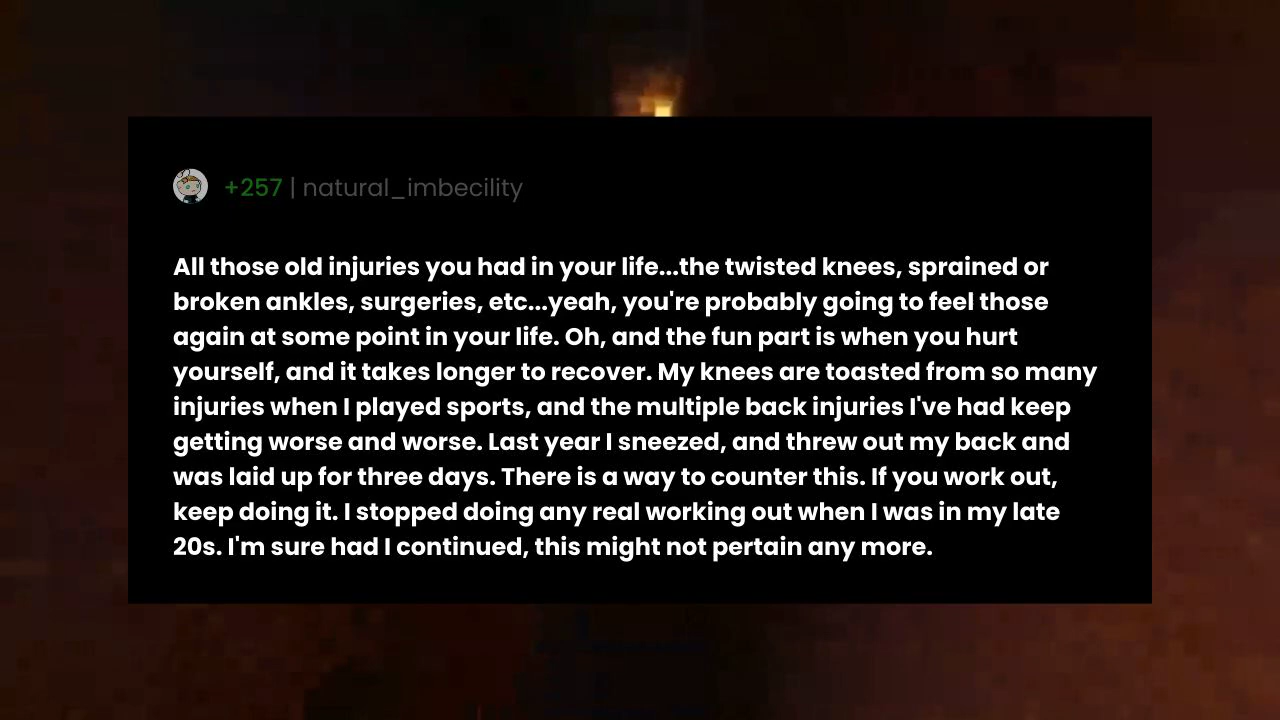 +257 | natural_imbecility
All those old injuries you had in your life...the twisted knees, sprained or
broken ankles, surgeries, etc...yeah, you're probably going to feel those
again at some point in your life. Oh, and the fun part is when you hurt
yourself, and it takes longer to recover. My knees are toasted from so many
injuries when I played sports, and the multiple back injuries I've had keep
getting worse and worse. Last year I sneezed, and threw out my back and
was laid up for three days. There is a way to counter this. If you work out,
keep doing it. I stopped doing any real working out when I was in my late
20s. I'm sure had I continued, this might not pertain any more.